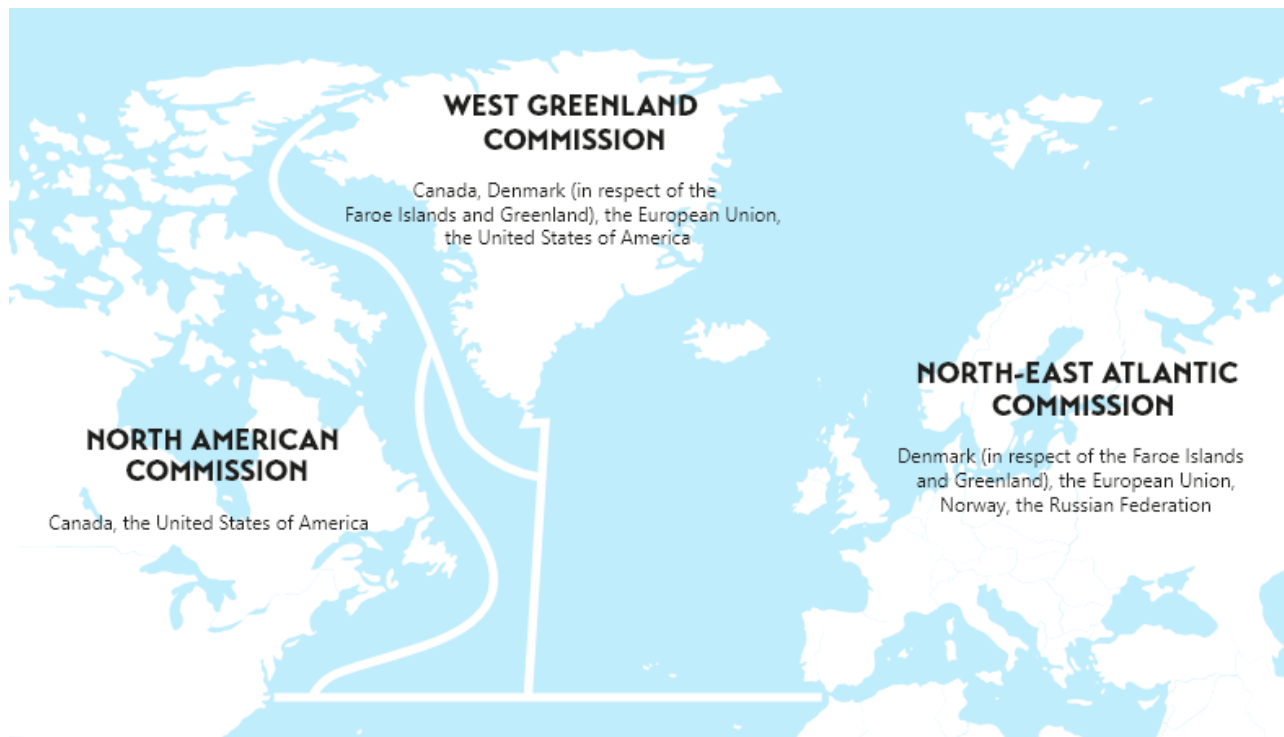 WEST GREENLAND
COMMISSION
Canada, Denmark (in respect of the
Faroe Islands and Greenland), the European Union,
the United States of America
NORTH-EAST ATLANTIC
COMMISSION
Denmark (in respect of the Faroe Islands
and Greenland), the European Union,
Norway, the Russian Federation
NORTH AMERICAN
COMMISSION
Canada, the United States of America